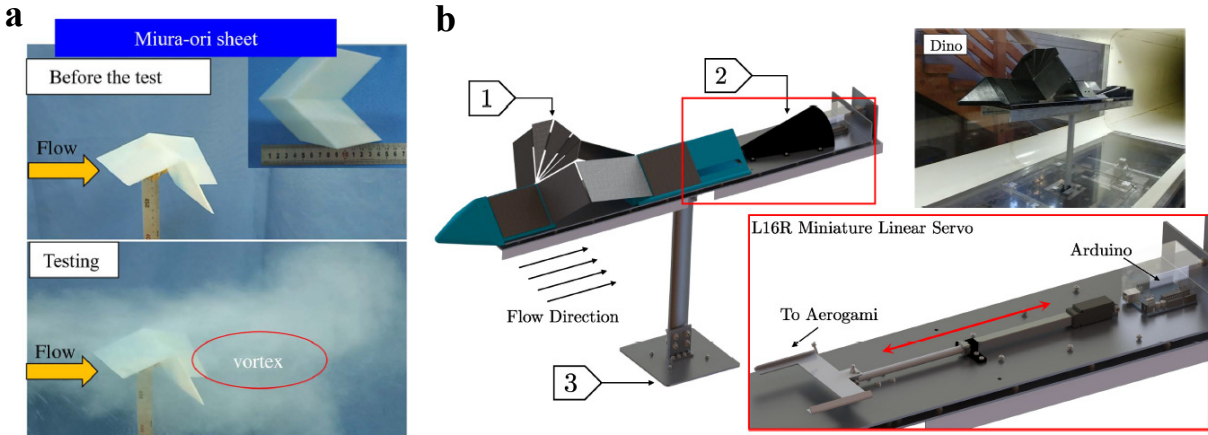 a
Miura-ori sheet
Before the test
Flow
Testing
Flow
vortex
b
1
2
3
Flow Direction
Dino
L16R Miniature Linear Servo
Arduino
To Aerogami